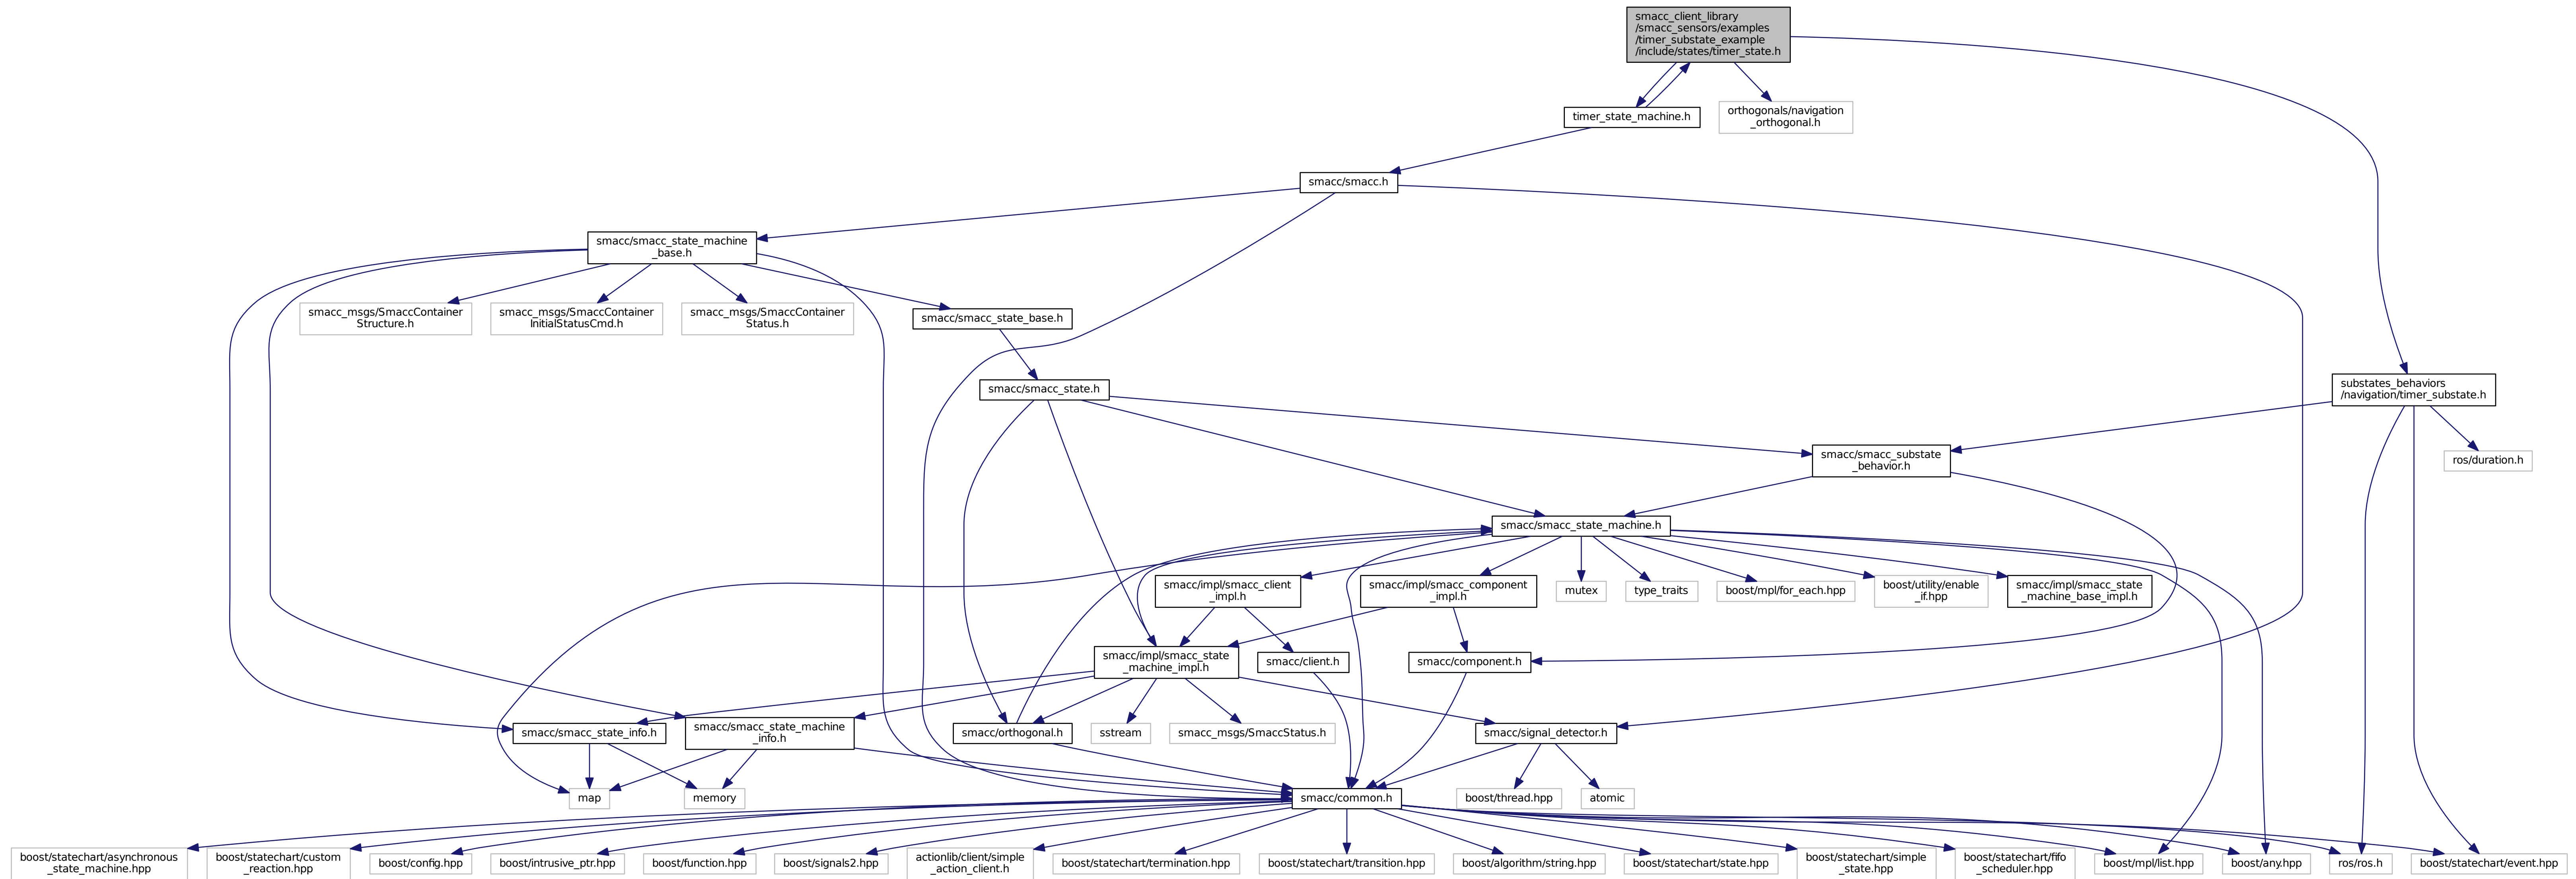 smacc_client_library
/smacc_sensors/examples
/timer_substate_example
/include/states/timer_state.h
timer_state_machine.h
orthogonals/navigation
_orthogonal.h
smacc/smacc.h
smacc/smacc_state_machine
_base.h
smacc_msgs/SmaccContainer
Structure.h
smacc_msgs/SmaccContainer
InitialStatusCmd.h
smacc_msgs/SmaccContainer
Status.h
smacc/smacc_state_base.h
smacc/smacc_state.h
substates_behaviors
/navigation/timer_substate.h
smacc/smacc_substate
_behavior.h
ros/duration.h
smacc/smacc_state_machine.h
smacc/impl/smacc_client
_impl.h
smacc/impl/smacc_component
_impl.h
mutex
type_traits
boost/mpl/for_each.hpp
boost/utility/enable
_if.hpp
smacc/impl/smacc_state
_machine_base_impl.h
smacc/impl/smacc_state
_machine_impl.h
smacc/client.h
smacc/component.h
smacc/smacc_state_info.h
smacc/smacc_state_machine
_info.h
smacc/orthogonal.h
sstream
smacc_msgs/SmaccStatus.h
smacc/signal_detector.h
map
memory
smacc/common.h
boost/thread.hpp
atomic
boost/statechart/asynchronous
_state_machine.hpp
boost/statechart/custom
_reaction.hpp
boost/config.hpp
boost/intrusive_ptr.hpp
boost/function.hpp
boost/signals2.hpp
actionlib/client/simple
_action_client.h
boost/statechart/termination.hpp
boost/statechart/transition.hpp
boost/algorithm/string.hpp
boost/statechart/state.hpp
boost/statechart/simple
_state.hpp
boost/statechart/fifo
_scheduler.hpp
boost/mpl/list.hpp
boost/any.hpp
ros/ros.h
boost/statechart/event.hpp